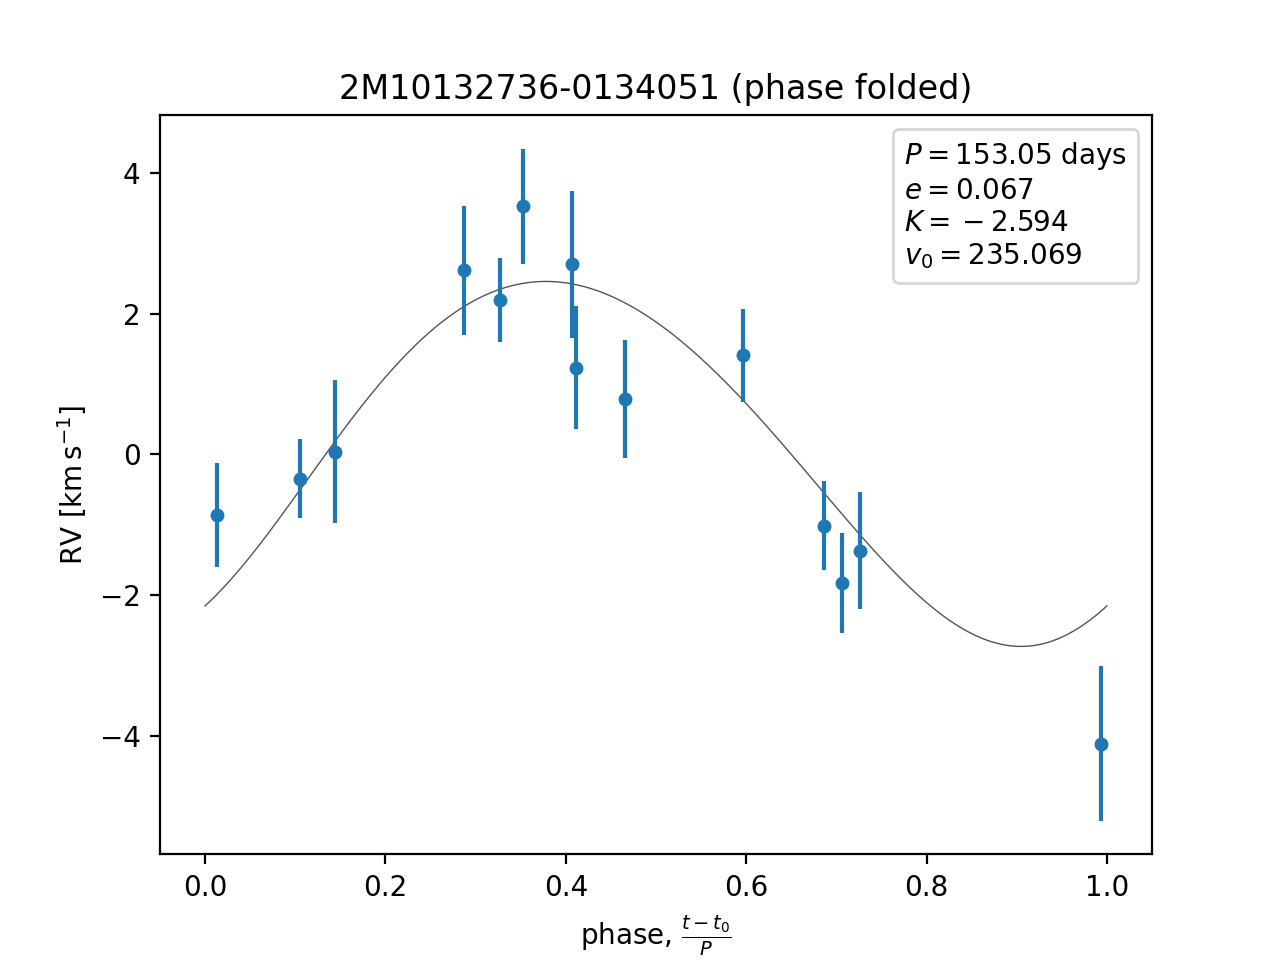 2M10132736-0134051 (phase folded)
P = 153.05 days
e = 0.067
K = − 2.594
v₀ = 235.069
RV [km s⁻¹]
4
2
0
−2
−4
0.0 0.2 0.4 0.6 0.8 1.0
phase, (t − t₀)/P